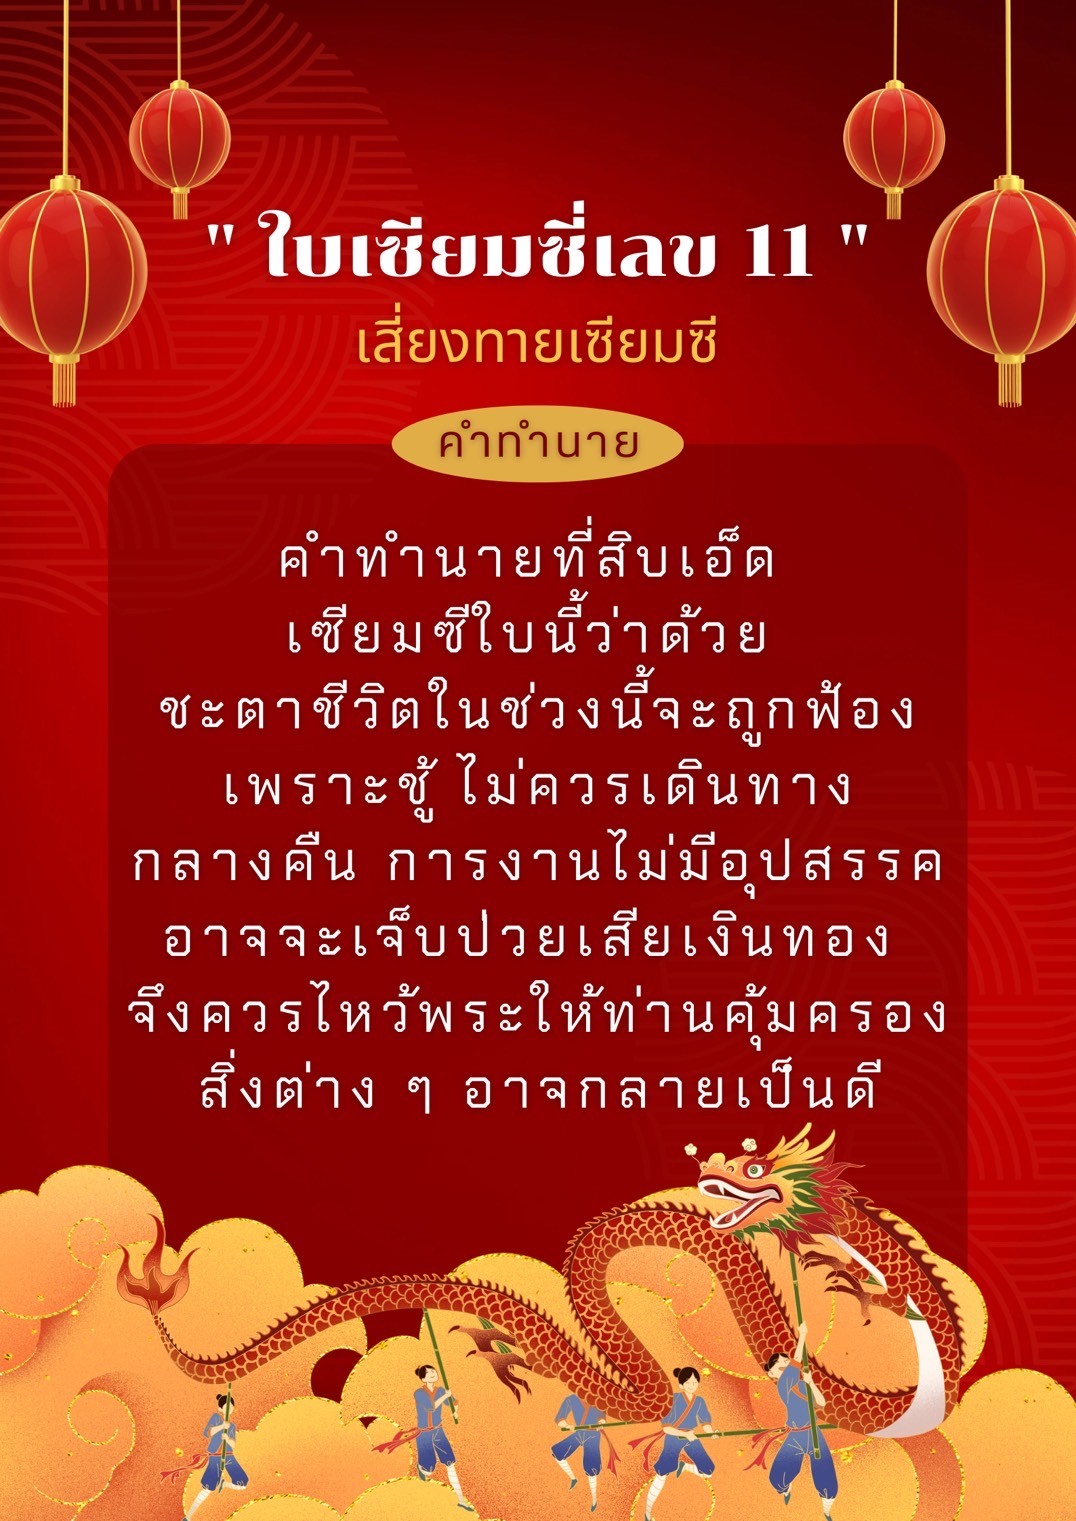 " ใบเซียมซี่เลข 11 "
เสี่ยงทายเซียมซี
คำทำนาย
คำทำนายที่สิบเอ็ด
เซียมซีใบนี้ว่าด้วย
ชะตาชีวิตในช่วงนี้จะถูกฟ้อง
เพราะชู้ ไม่ควรเดินทาง
กลางคืน การงานไม่มีอุปสรรค
อาจจะเจ็บป่วยเสียเงินทอง
จึงควรไหว้พระให้ท่านคุ้มครอง
สิ่งต่าง ๆ อาจกลายเป็นดี